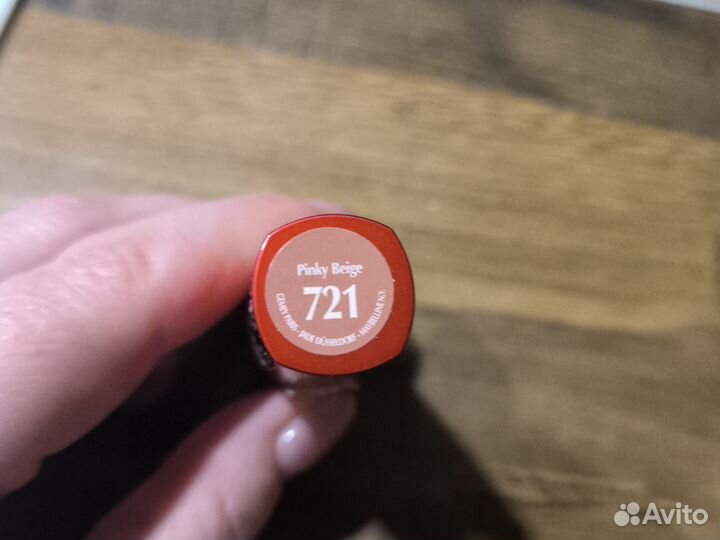 Pinky Beige
721
GEMEY PARIS - JADE DÜSSELDORF - MAYBELLINE N.Y.
Avito